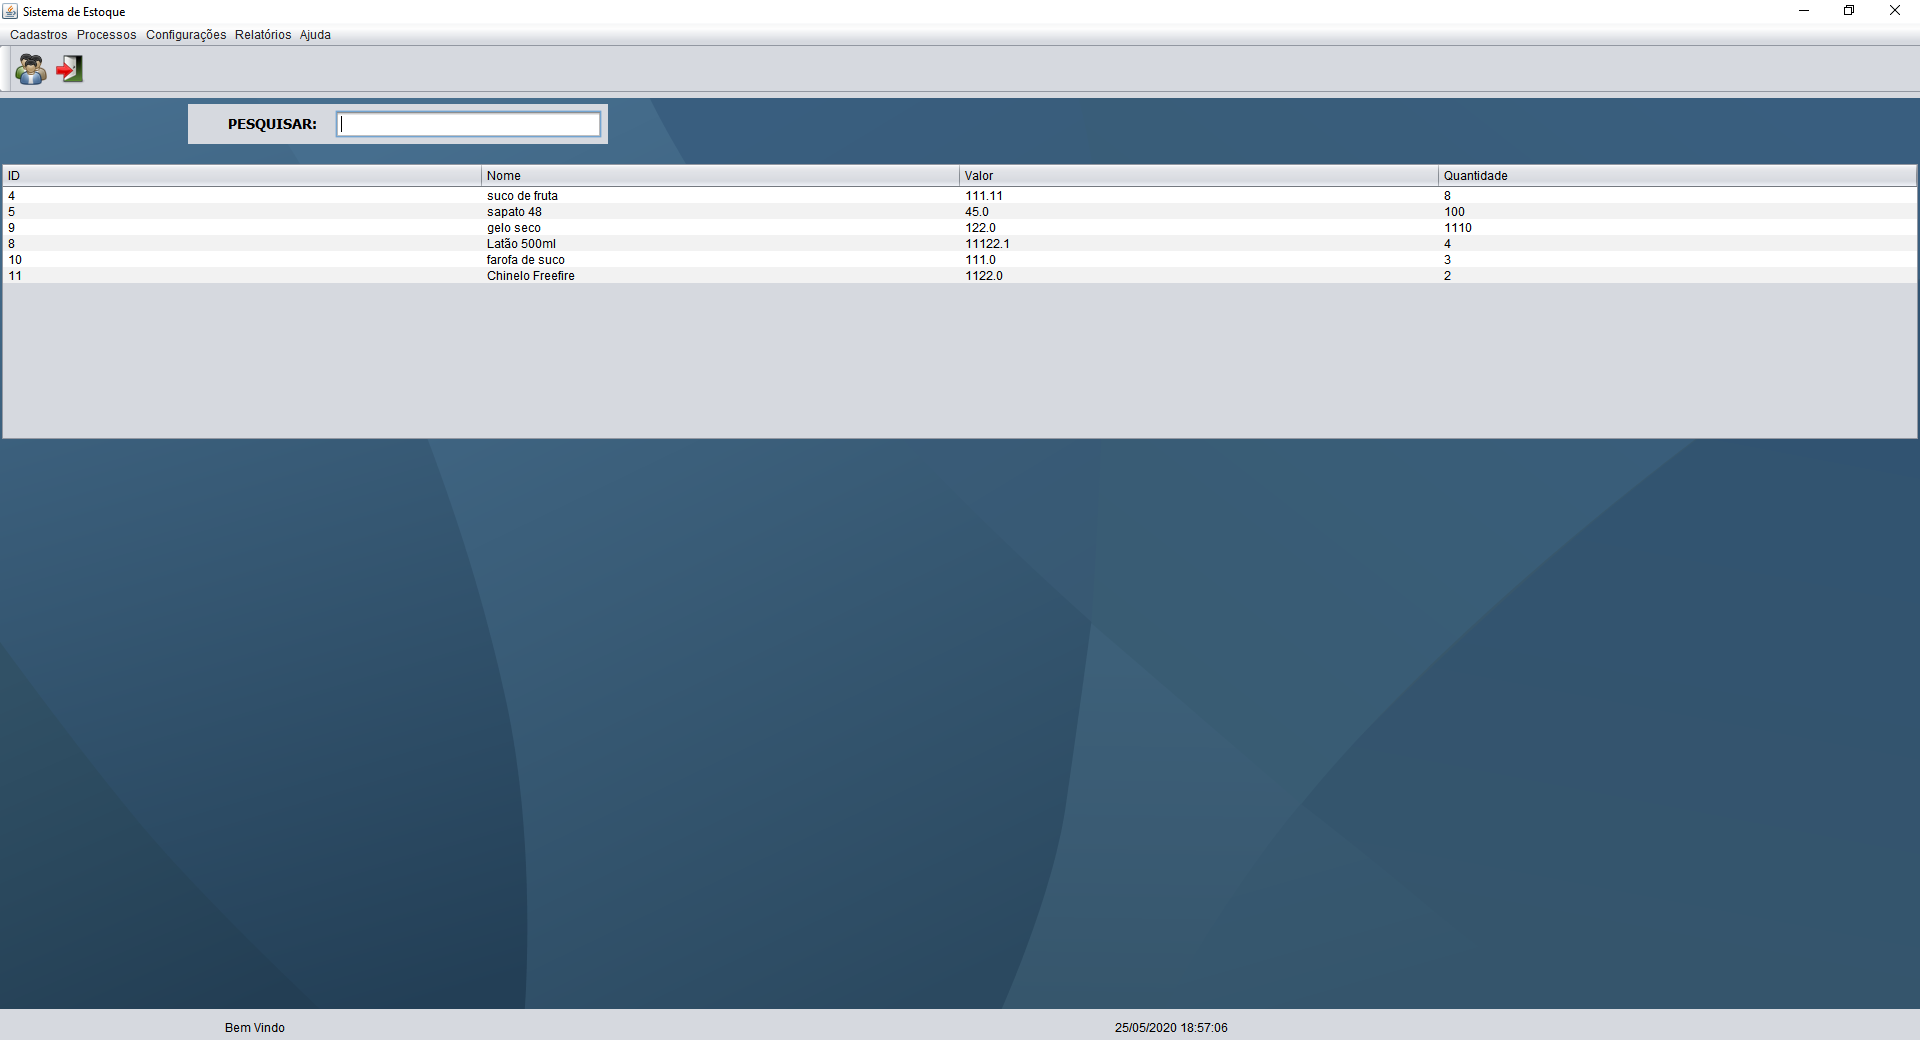 Sistema de Estoque
Cadastros Processos Configurações Relatórios Ajuda
PESQUISAR:
ID Nome Valor Quantidade
4 suco de fruta 111.11 8
5 sapato 48 45.0 100
9 gelo seco 122.0 1110
8 Latão 500ml 11122.1 4
10 farofa de suco 111.0 3
11 Chinelo Freefire 1122.0 2
Bem Vindo 25/05/2020 18:57:06